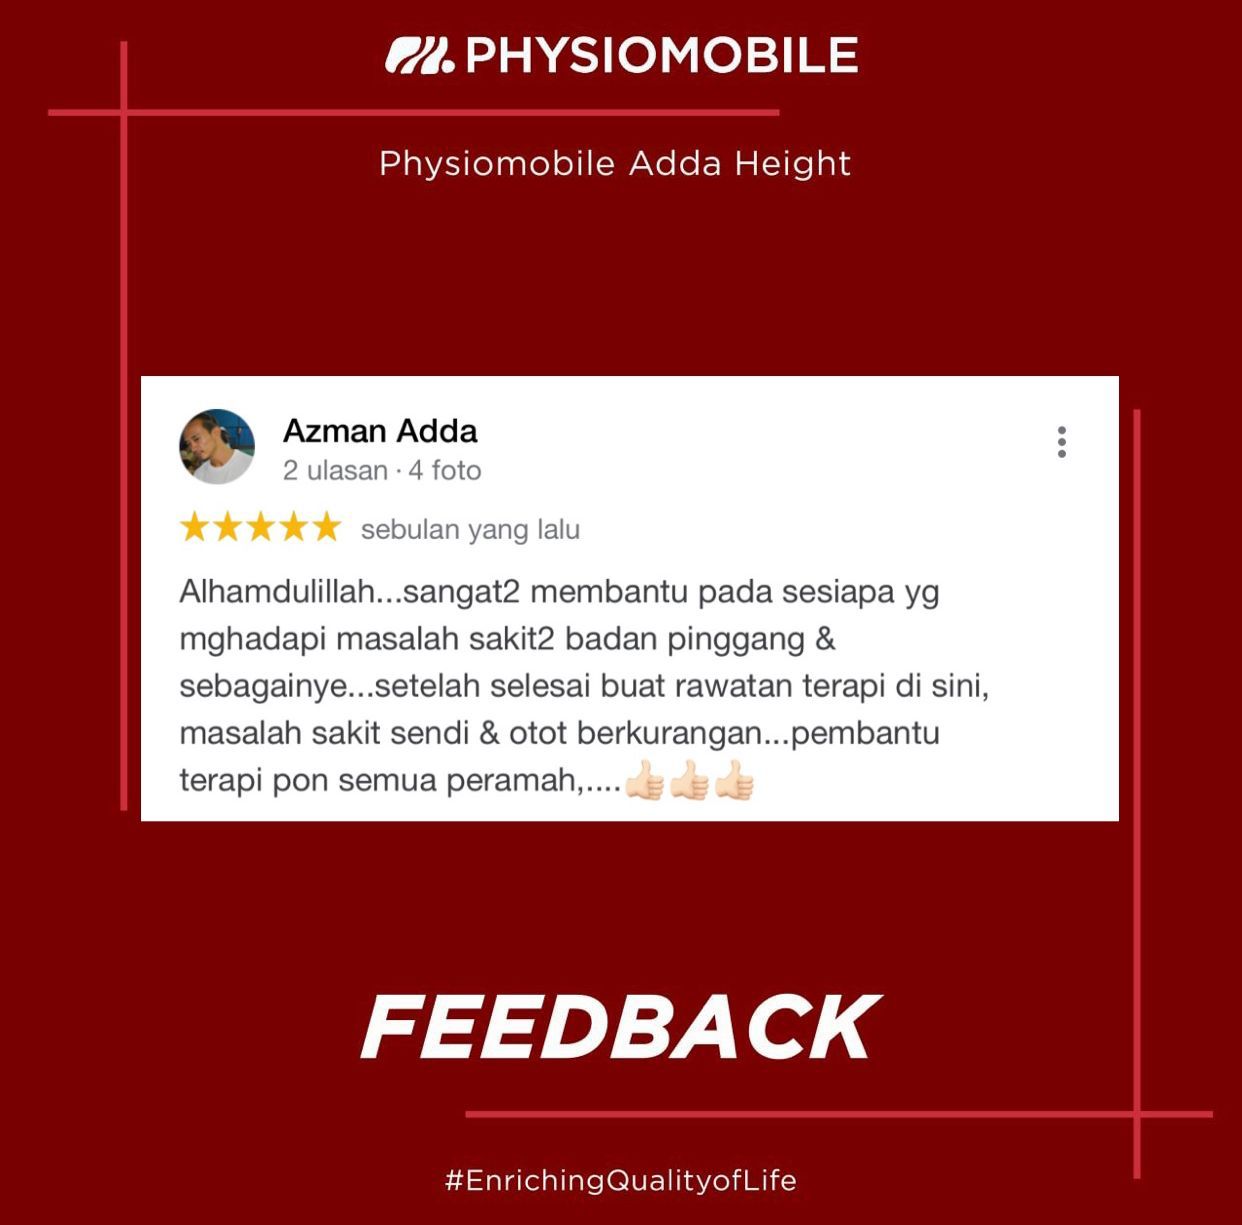 PHYSIOMOBILE
Physiomobile Adda Height
Azman Adda
2 ulasan · 4 foto
★★★★★ sebulan yang lalu
Alhamdulillah...sangat2 membantu pada sesiapa yg
mghadapi masalah sakit2 badan pinggang &
sebagainye...setelah selesai buat rawatan terapi di sini,
masalah sakit sendi & otot berkurangan...pembantu
terapi pon semua peramah,....👍🏻👍🏻👍🏻
FEEDBACK
#EnrichingQualityofLife